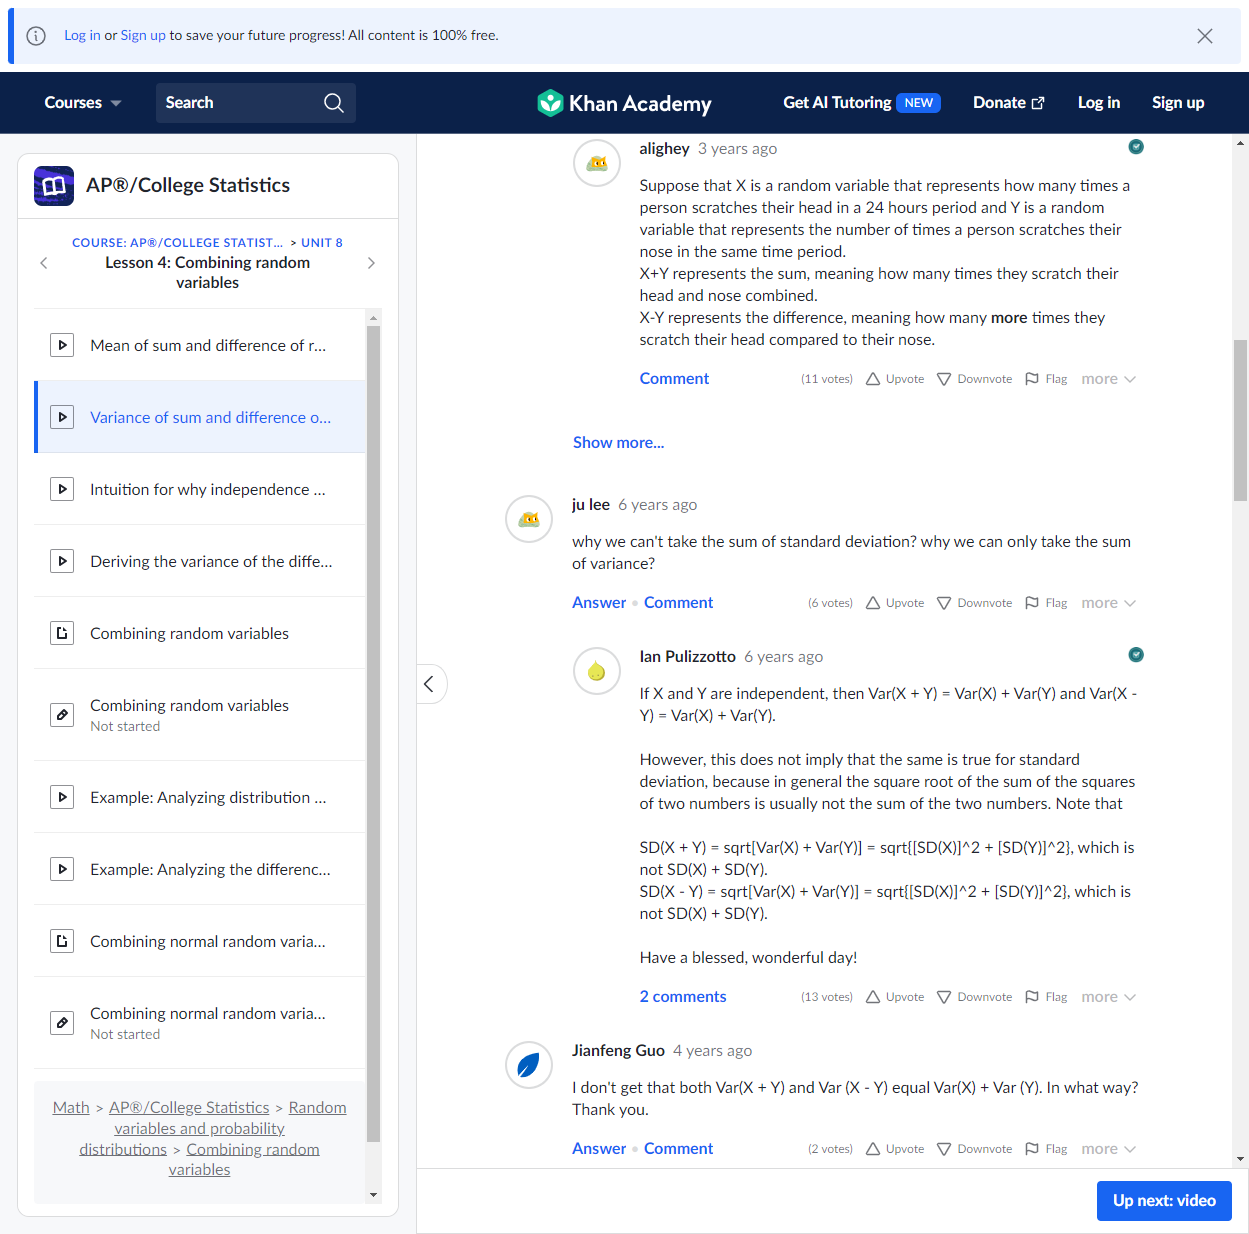 Log in or Sign up to save your future progress! All content is 100% free.
Courses
Search
Khan Academy
Get AI Tutoring NEW
Donate
Log in
Sign up
AP®/College Statistics
COURSE: AP®/COLLEGE STATIST... > UNIT 8
Lesson 4: Combining random
variables
Mean of sum and difference of r...
Variance of sum and difference o...
Intuition for why independence ...
Deriving the variance of the diffe...
Combining random variables
Combining random variables
Not started
Example: Analyzing distribution ...
Example: Analyzing the differenc...
Combining normal random varia...
Combining normal random varia...
Not started
Math > AP®/College Statistics > Random
variables and probability
distributions > Combining random
variables
alighey 3 years ago
Suppose that X is a random variable that represents how many times a
person scratches their head in a 24 hours period and Y is a random
variable that represents the number of times a person scratches their
nose in the same time period.
X+Y represents the sum, meaning how many times they scratch their
head and nose combined.
X-Y represents the difference, meaning how many more times they
scratch their head compared to their nose.
Comment (11 votes) Upvote Downvote Flag more
Show more...
ju lee 6 years ago
why we can't take the sum of standard deviation? why we can only take the sum
of variance?
Answer • Comment (6 votes) Upvote Downvote Flag more
Ian Pulizzotto 6 years ago
If X and Y are independent, then Var(X + Y) = Var(X) + Var(Y) and Var(X -
Y) = Var(X) + Var(Y).
However, this does not imply that the same is true for standard
deviation, because in general the square root of the sum of the squares
of two numbers is usually not the sum of the two numbers. Note that
SD(X + Y) = sqrt[Var(X) + Var(Y)] = sqrt{[SD(X)]^2 + [SD(Y)]^2}, which is
not SD(X) + SD(Y).
SD(X - Y) = sqrt[Var(X) + Var(Y)] = sqrt{[SD(X)]^2 + [SD(Y)]^2}, which is
not SD(X) + SD(Y).
Have a blessed, wonderful day!
2 comments (13 votes) Upvote Downvote Flag more
Jianfeng Guo 4 years ago
I don't get that both Var(X + Y) and Var (X - Y) equal Var(X) + Var (Y). In what way?
Thank you.
Answer • Comment (2 votes) Upvote Downvote Flag more
Up next: video